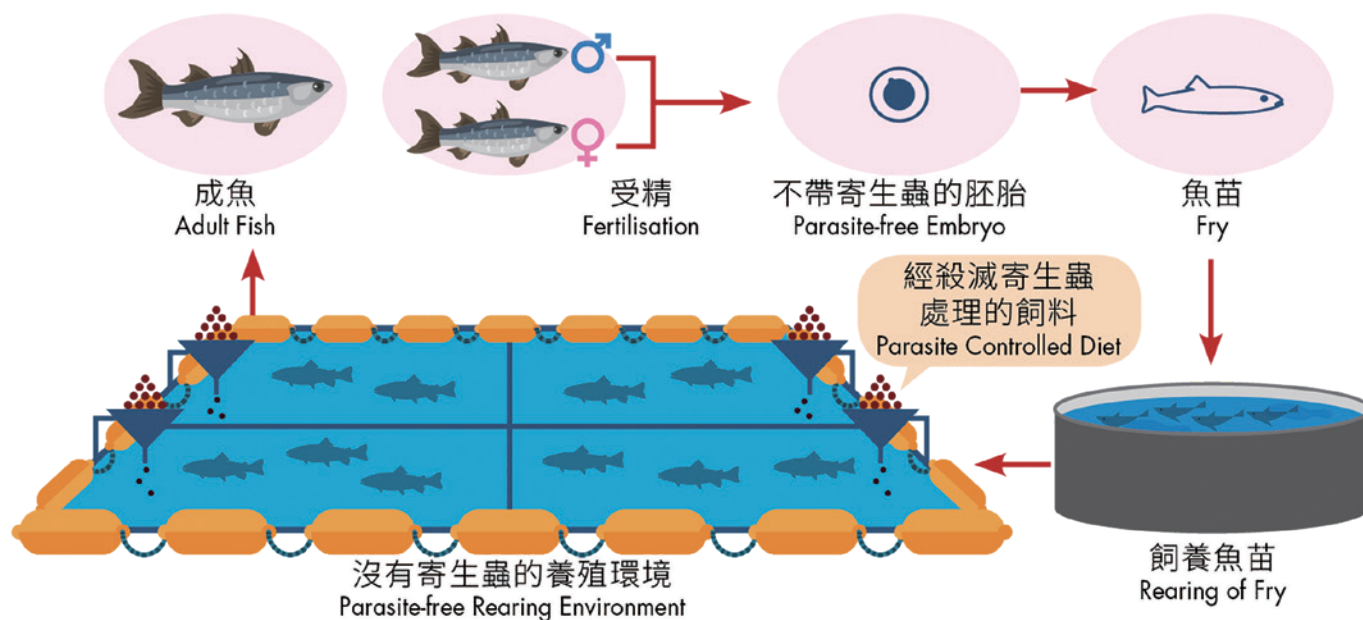 成魚
Adult Fish
受精
Fertilisation
不帶寄生蟲的胚胎
Parasite-free Embryo
魚苗
Fry
經殺滅寄生蟲
處理的飼料
Parasite Controlled Diet
沒有寄生蟲的養殖環境
Parasite-free Rearing Environment
飼養魚苗
Rearing of Fry